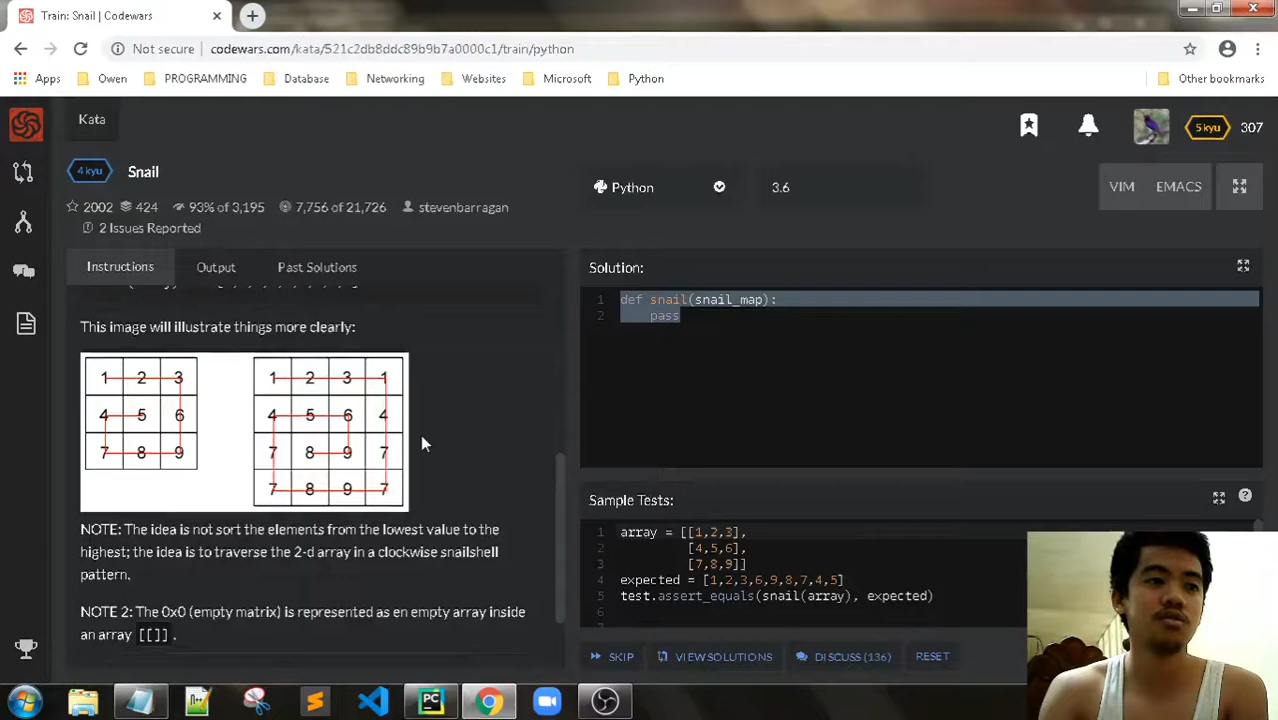 Train: Snail | Codewars
Not secure | codewars.com/kata/521c2db8ddc89b9b7a0000c1/train/python
Apps Owen PROGRAMMING Database Networking Websites Microsoft Python Other bookmarks
Kata
5 kyu 307
4 kyu Snail
Python 3.6 VIM EMACS
2002 424 93% of 3,195 7,756 of 21,726 stevenbarragan
2 Issues Reported
Instructions Output Past Solutions
Solution:
1 def snail(snail_map):
2 pass
This image will illustrate things more clearly:
1 2 3 1 2 3 1
4 5 6 4 5 6 4
7 8 9 7 8 9 7
7 8 9 7
NOTE: The idea is not sort the elements from the lowest value to the
highest; the idea is to traverse the 2-d array in a clockwise snailshell
pattern.
NOTE 2: The 0x0 (empty matrix) is represented as en empty array inside
an array [[]] .
Sample Tests:
1 array = [[1,2,3],
2 [4,5,6],
3 [7,8,9]]
4 expected = [1,2,3,6,9,8,7,4,5]
5 test.assert_equals(snail(array), expected)
6
SKIP VIEW SOLUTIONS DISCUSS (136) RESET
PC